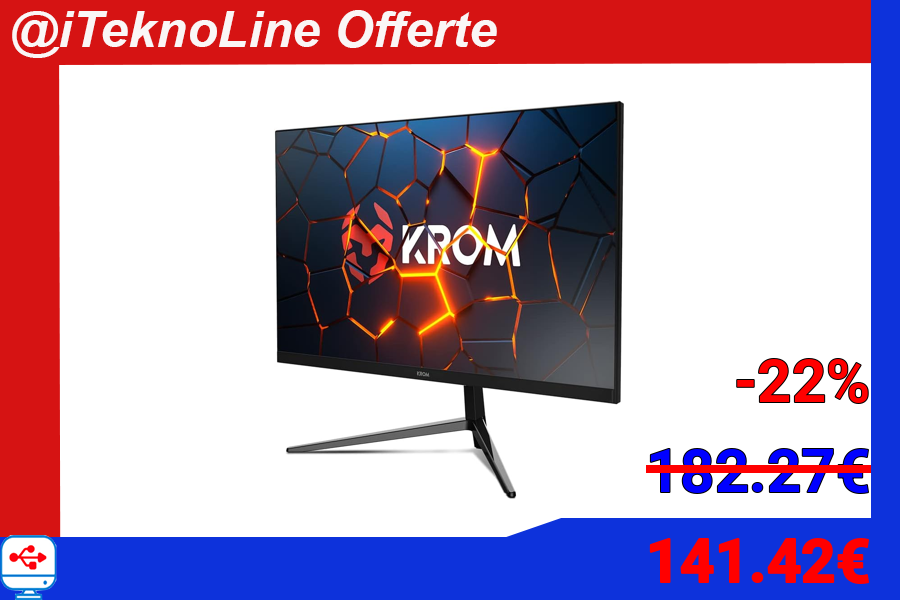 @iTeknoLine Offerte
KROM
KROM
-22%
182.27€
141.42€